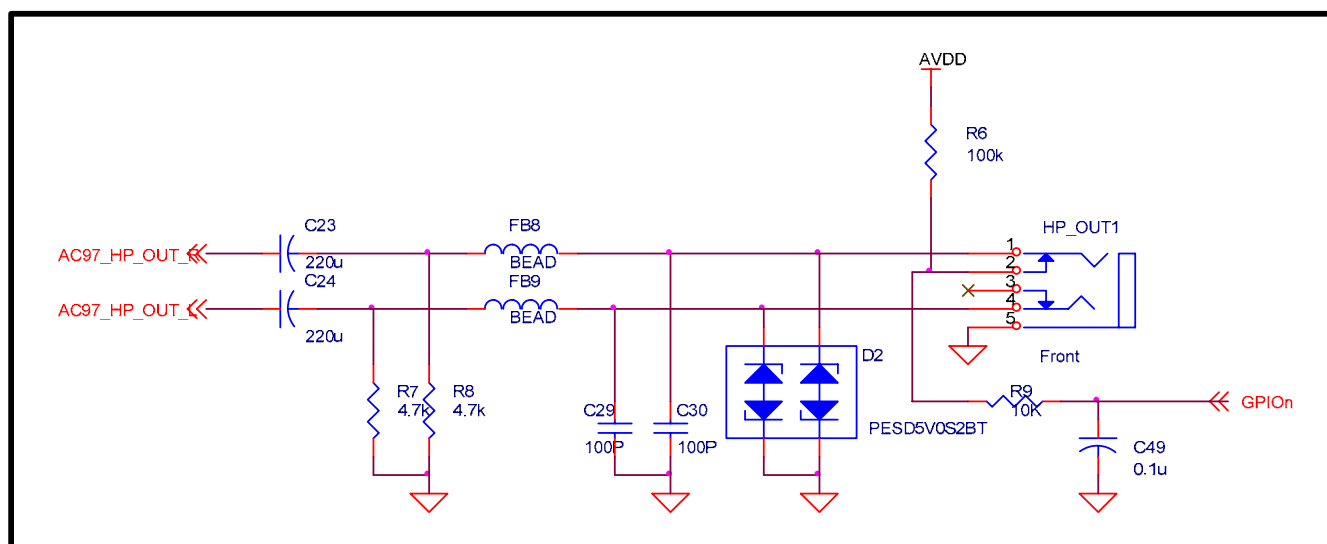 AVDD
R6
100k
C23
220u
FB8
BEAD
HP_OUT1
AC97_HP_OUT_R
C24
220u
FB9
BEAD
AC97_HP_OUT_L
1
2
3
4
5
Front
D2
PESD5V0S2BT
R7
4.7k
R8
4.7k
C29
100P
C30
100P
R9
10K
GPIOn
C49
0.1u